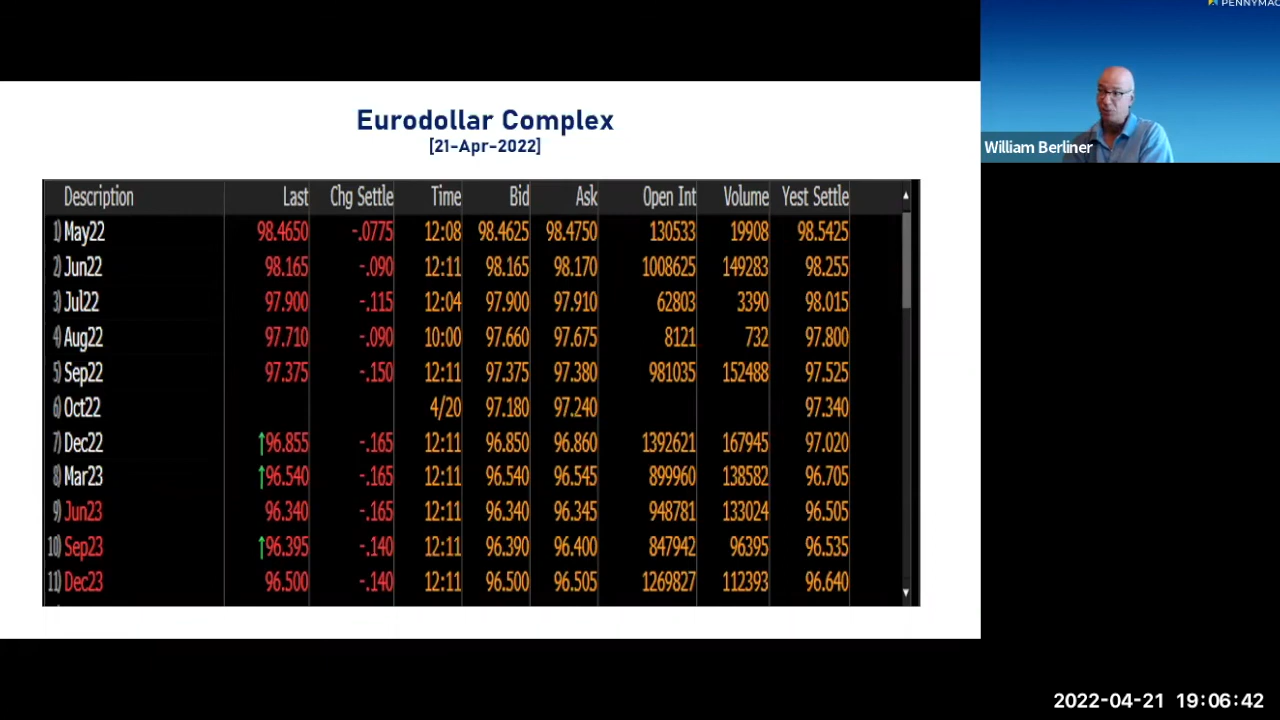 PENNYMAC
William Berliner
Eurodollar Complex
[21-Apr-2022]
Description Last Chg Settle Time Bid Ask Open Int Volume Yest Settle
1) May22 98.4650 -.0775 12:08 98.4625 98.4750 130533 19908 98.5425
2) Jun22 98.165 -.090 12:11 98.165 98.170 1008625 149283 98.255
3) Jul22 97.900 -.115 12:04 97.900 97.910 62803 3390 98.015
4) Aug22 97.710 -.090 10:00 97.660 97.675 8121 732 97.800
5) Sep22 97.375 -.150 12:11 97.375 97.380 981035 152488 97.525
6) Oct22 4/20 97.180 97.240 97.340
7) Dec22 ↑96.855 -.165 12:11 96.850 96.860 1392621 167945 97.020
8) Mar23 ↑96.540 -.165 12:11 96.540 96.545 899960 138582 96.705
9) Jun23 96.340 -.165 12:11 96.340 96.345 948781 133024 96.505
10) Sep23 ↑96.395 -.140 12:11 96.390 96.400 847942 96395 96.535
11) Dec23 96.500 -.140 12:11 96.500 96.505 1269827 112393 96.640
2022-04-21 19:06:42